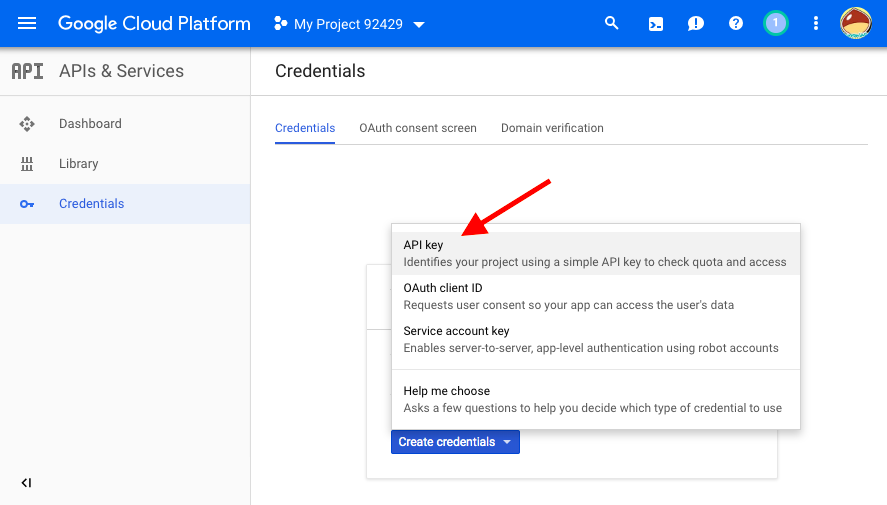 Google Cloud Platform
My Project 92429
1
API
APIs & Services
Credentials
Dashboard
Library
Credentials
Credentials
OAuth consent screen
Domain verification
API key
Identifies your project using a simple API key to check quota and access
OAuth client ID
Requests user consent so your app can access the user's data
Service account key
Enables server-to-server, app-level authentication using robot accounts
Help me choose
Asks a few questions to help you decide which type of credential to use
Create credentials